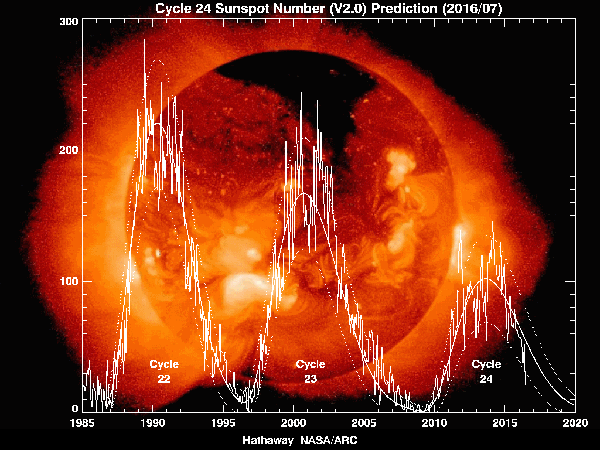 Cycle 24 Sunspot Number (V2.0) Prediction (2016/07)
300
200
100
0
Cycle
22
Cycle
23
Cycle
24
1985 1990 1995 2000 2005 2010 2015 2020
Hathaway NASA/ARC